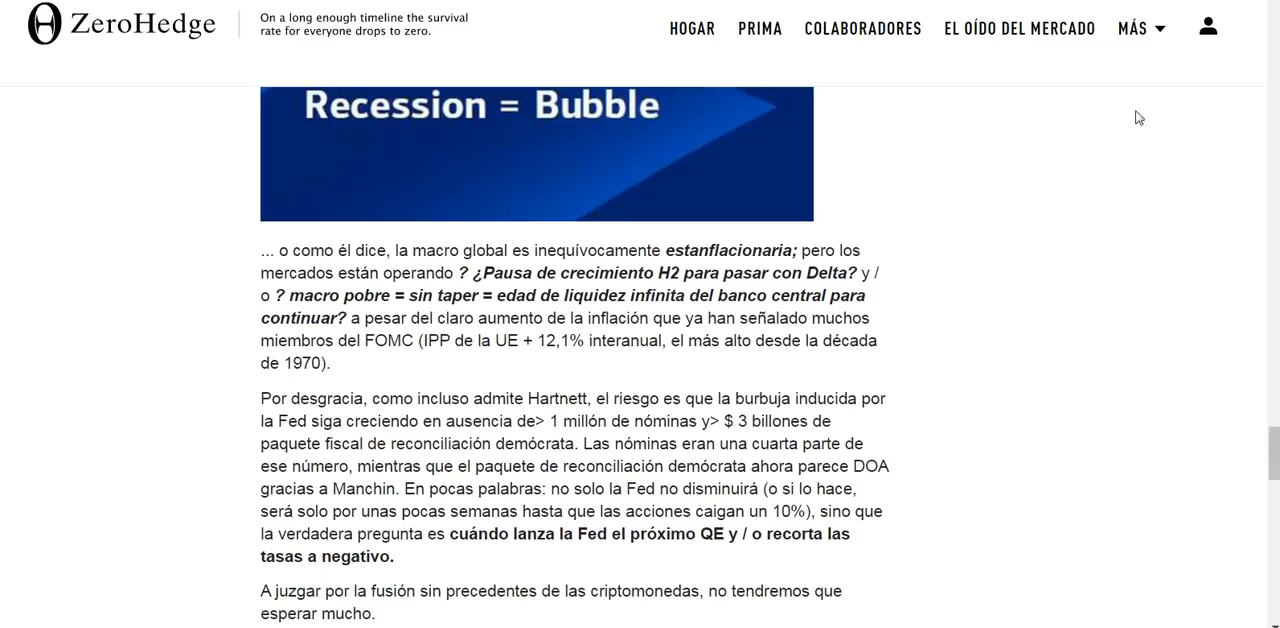 ZeroHedge
On a long enough timeline the survival
rate for everyone drops to zero.
HOGAR PRIMA COLABORADORES EL OÍDO DEL MERCADO MÁS
Recession = Bubble
... o como él dice, la macro global es inequívocamente estanflacionaria; pero los
mercados están operando ? ¿Pausa de crecimiento H2 para pasar con Delta? y /
o ? macro pobre = sin taper = edad de liquidez infinita del banco central para
continuar? a pesar del claro aumento de la inflación que ya han señalado muchos
miembros del FOMC (IPP de la UE + 12,1% interanual, el más alto desde la década
de 1970).
Por desgracia, como incluso admite Hartnett, el riesgo es que la burbuja inducida por
la Fed siga creciendo en ausencia de> 1 millón de nóminas y> $ 3 billones de
paquete fiscal de reconciliación demócrata. Las nóminas eran una cuarta parte de
ese número, mientras que el paquete de reconciliación demócrata ahora parece DOA
gracias a Manchin. En pocas palabras: no solo la Fed no disminuirá (o si lo hace,
será solo por unas pocas semanas hasta que las acciones caigan un 10%), sino que
la verdadera pregunta es cuándo lanza la Fed el próximo QE y / o recorta las
tasas a negativo.
A juzgar por la fusión sin precedentes de las criptomonedas, no tendremos que
esperar mucho.